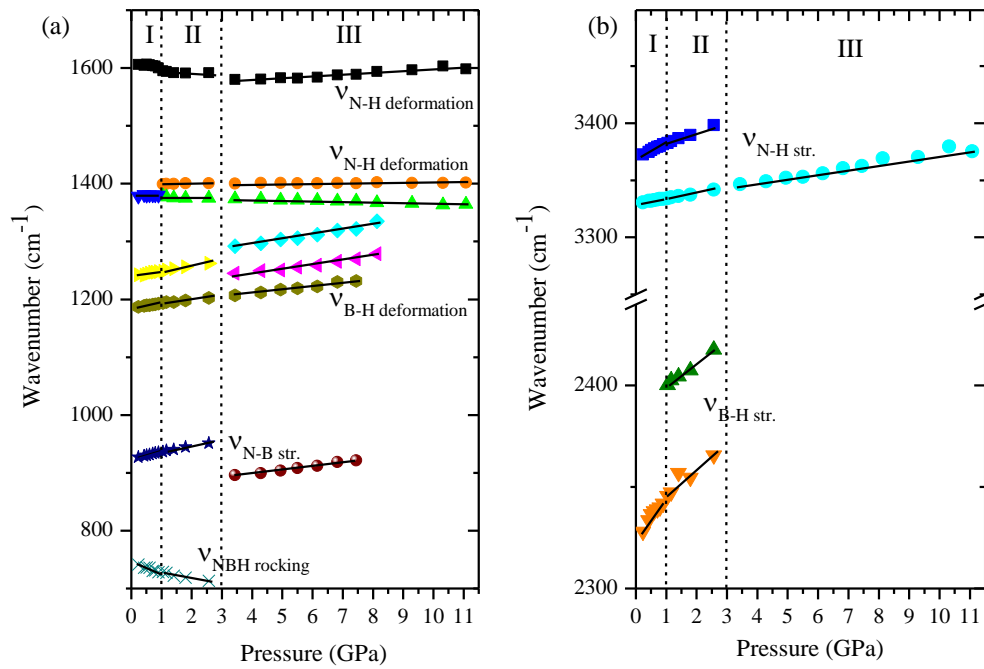 (a)
I II III
1600
1400
1200
1000
800
Wavenumber (cm-1)
νN-H deformation
νN-H deformation
νB-H deformation
νN-B str.
νNBH rocking
0 1 2 3 4 5 6 7 8 9 10 11
Pressure (GPa)
(b)
I II III
3400
3300
2400
2300
Wavenumber (cm-1)
νN-H str.
νB-H str.
0 1 2 3 4 5 6 7 8 9 10 11
Pressure (GPa)